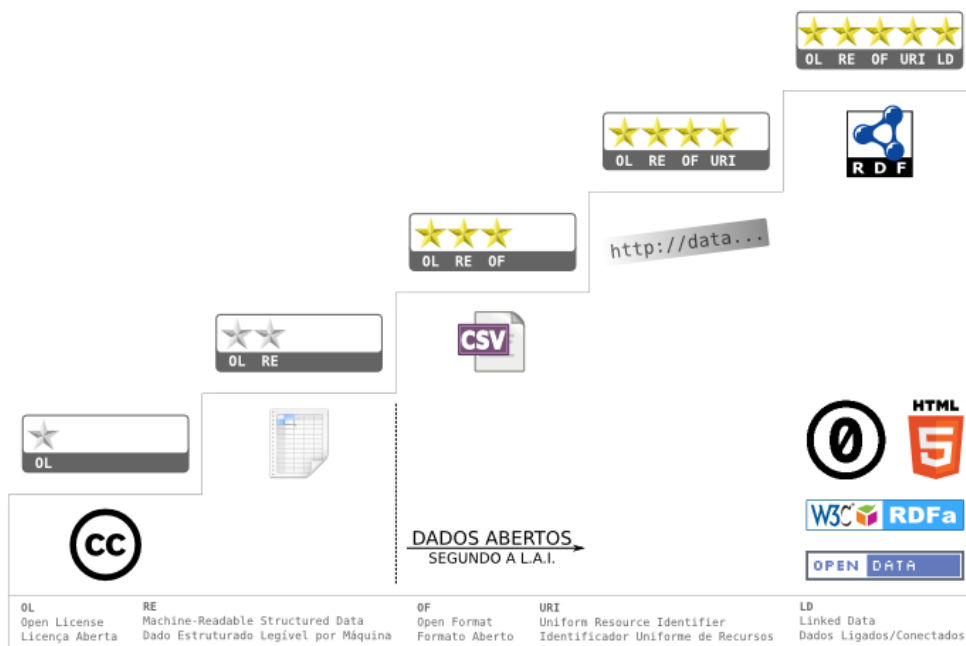 OL RE OF URI LD
RDF
OL RE OF URI
http://data...
OL RE OF
CSV
OL RE
OL
cc
0
HTML
5
DADOS ABERTOS
SEGUNDO A L.A.I.
W3C RDFa
OPEN DATA
OL
Open License
Licença Aberta
RE
Machine-Readable Structured Data
Dado Estruturado Legível por Máquina
OF
Open Format
Formato Aberto
URI
Uniform Resource Identifier
Identificador Uniforme de Recursos
LD
Linked Data
Dados Ligados/Conectados